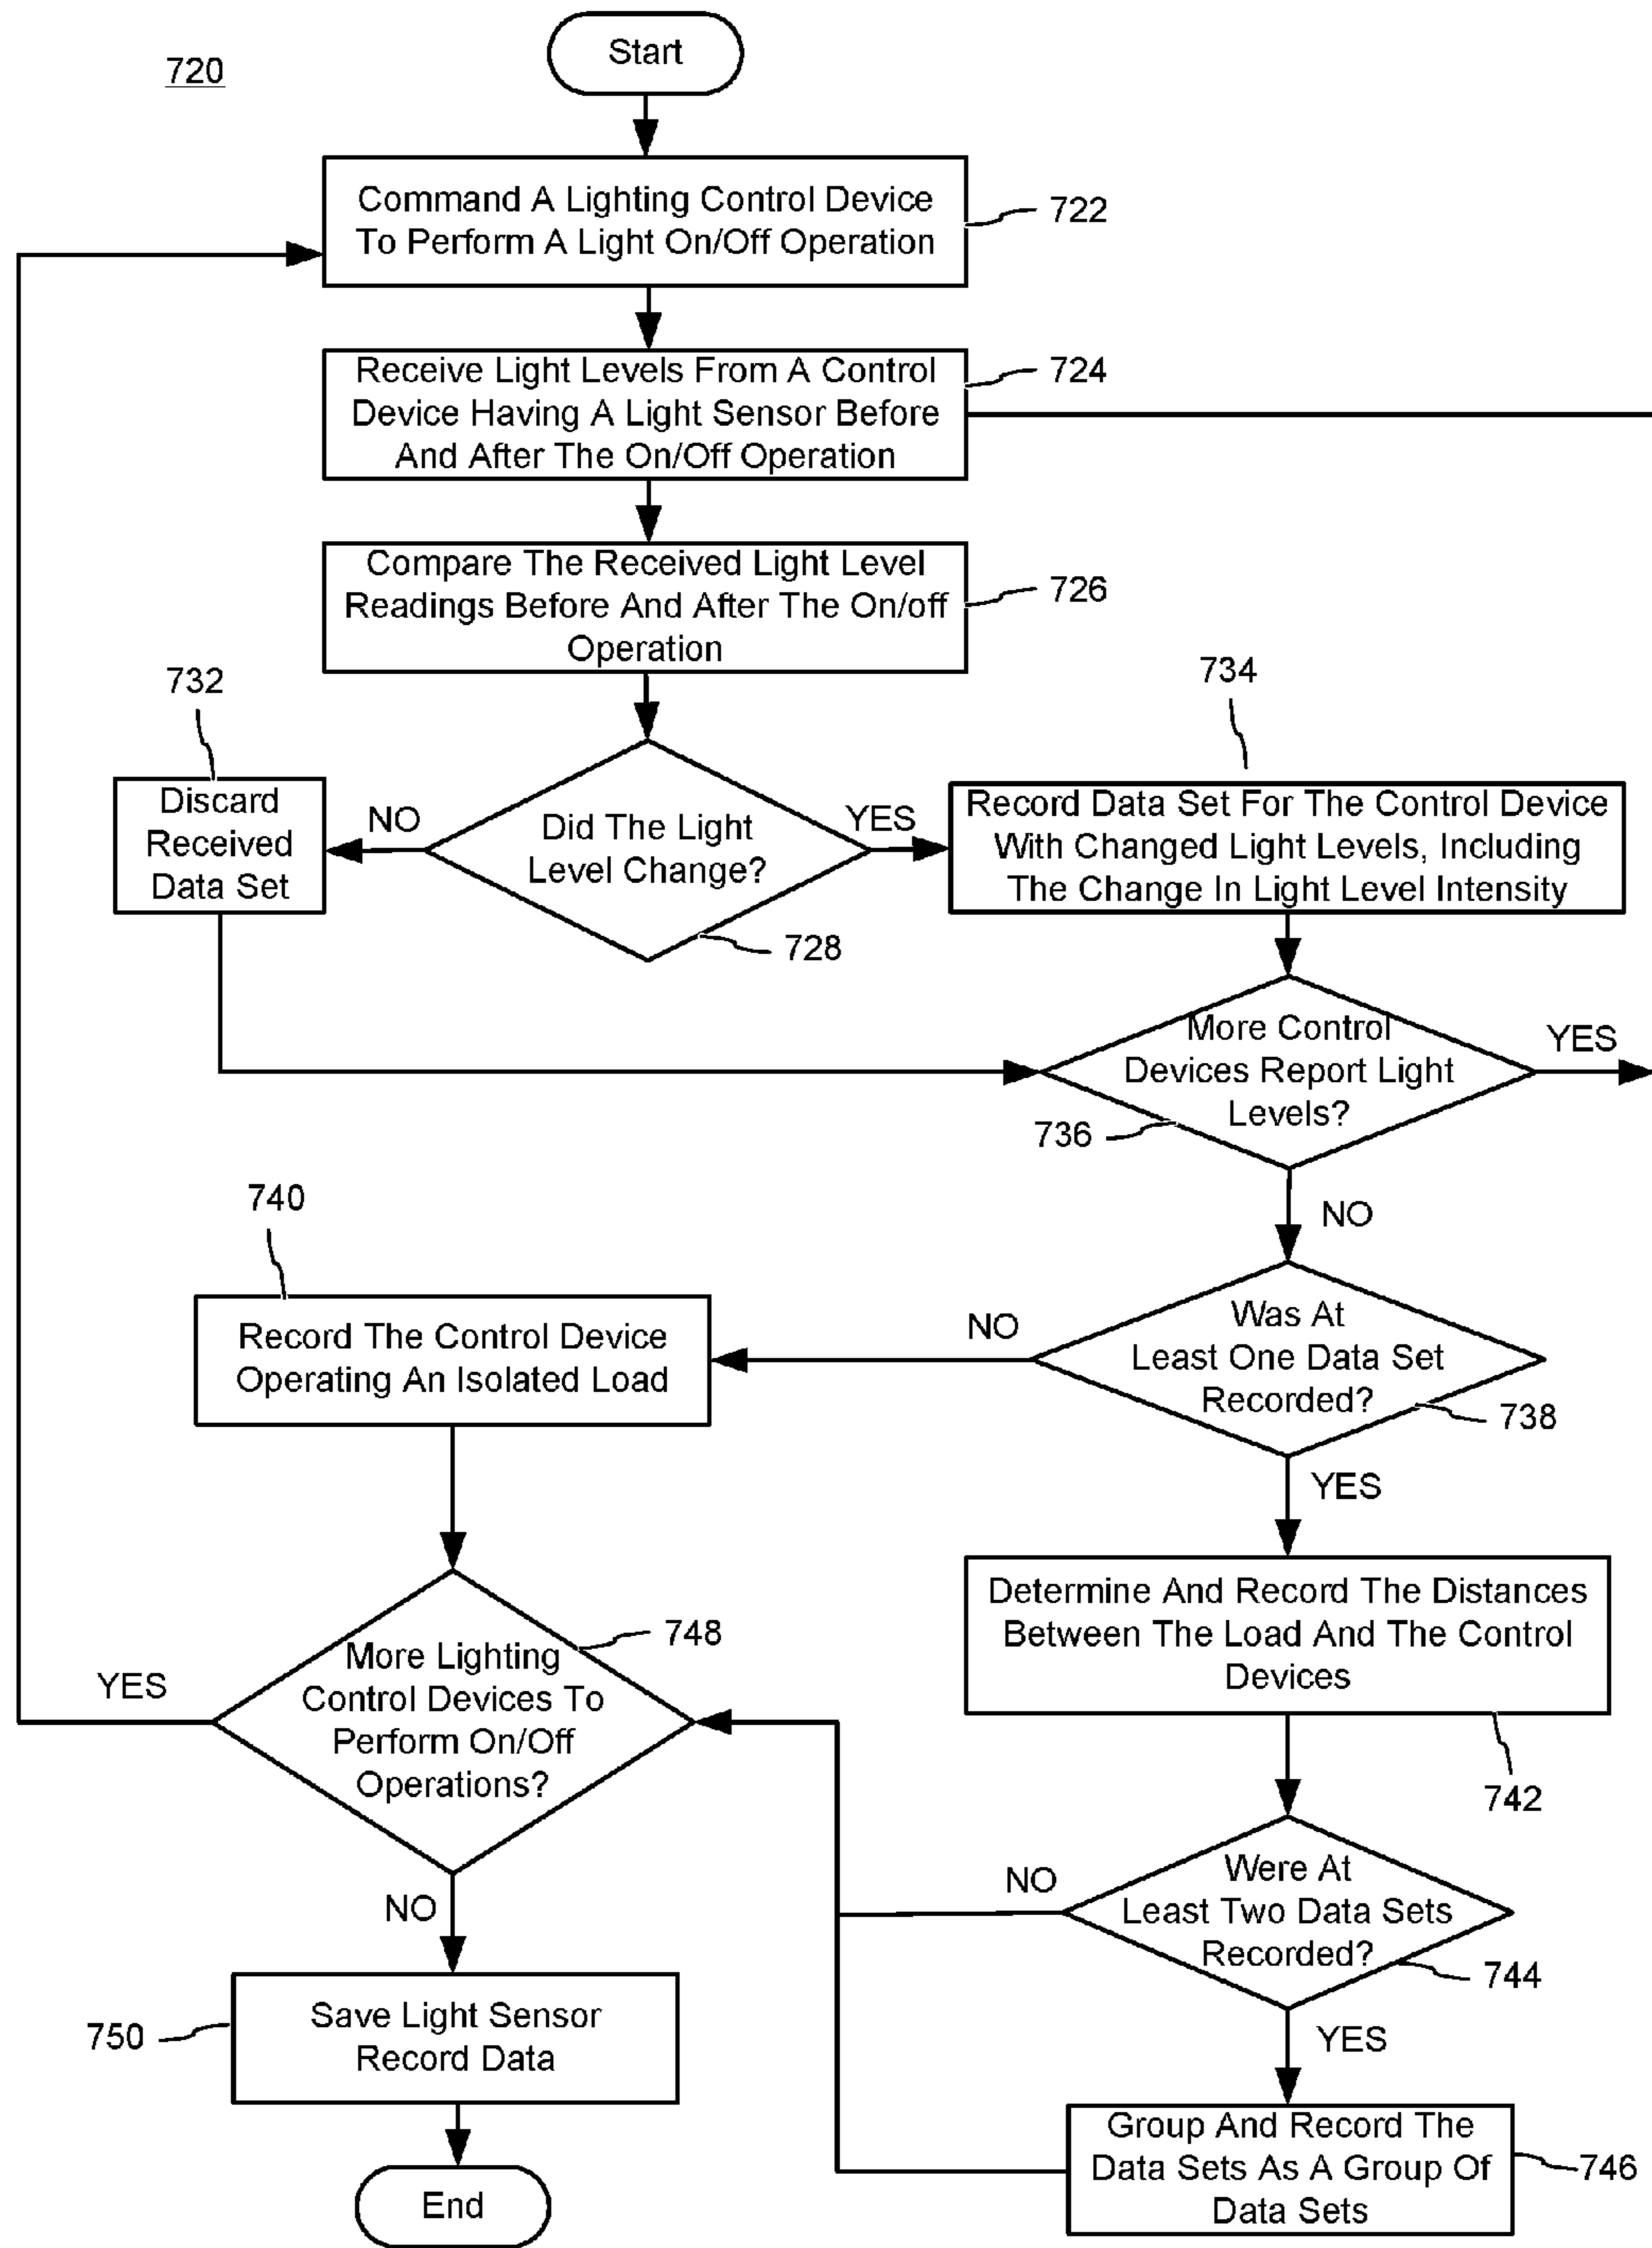 Start
720
Command A Lighting Control Device
To Perform A Light On/Off Operation
722
Receive Light Levels From A Control
Device Having A Light Sensor Before
And After The On/Off Operation
724
Compare The Received Light Level
Readings Before And After The On/off
Operation
726
732
734
Discard
Received
Data Set
NO
Did The Light
Level Change?
YES
728
Record Data Set For The Control Device
With Changed Light Levels, Including
The Change In Light Level Intensity
More Control
Devices Report Light
Levels?
YES
736
NO
740
Record The Control Device
Operating An Isolated Load
NO
Was At
Least One Data Set
Recorded?
738
YES
Determine And Record The Distances
Between The Load And The Control
Devices
742
748
YES
More Lighting
Control Devices To
Perform On/Off
Operations?
NO
NO
Were At
Least Two Data Sets
Recorded?
744
YES
750
Save Light Sensor
Record Data
Group And Record The
Data Sets As A Group Of
Data Sets
746
End